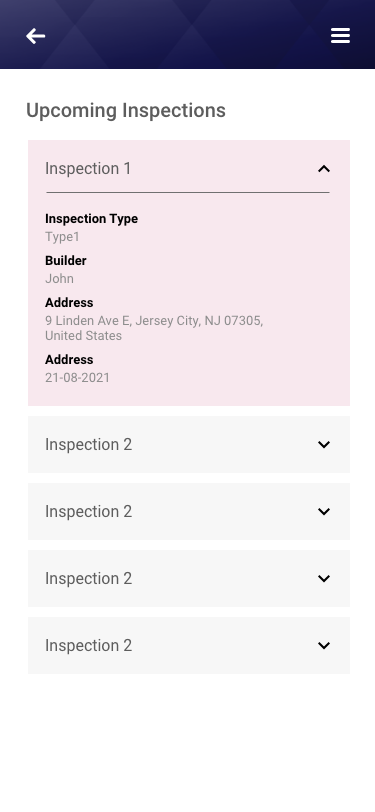 Upcoming Inspections
Inspection 1
Inspection Type
Type1
Builder
John
Address
9 Linden Ave E, Jersey City, NJ 07305,
United States
Address
21-08-2021
Inspection 2
Inspection 2
Inspection 2
Inspection 2